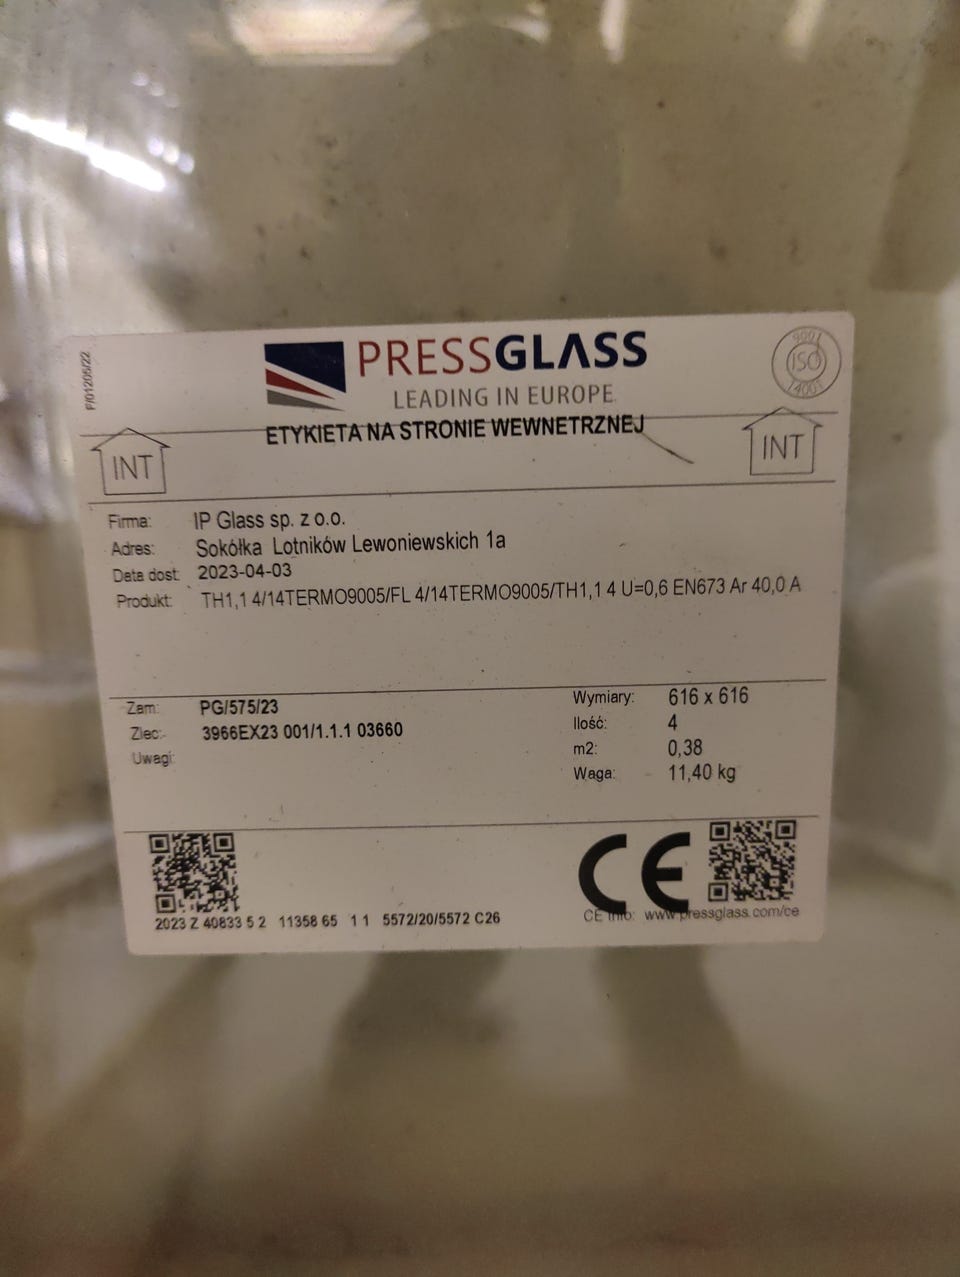 F/01205/22
PRESSGLASS
LEADING IN EUROPE
9001
ISO
14001
ETYKIETA NA STRONIE WEWNETRZNEJ
INT
INT
Firma: IP Glass sp. z o.o.
Adres: Sokółka Lotników Lewoniewskich 1a
Data dost: 2023-04-03
Produkt: TH1,1 4/14TERMO9005/FL 4/14TERMO9005/TH1,1 4 U=0,6 EN673 Ar 40,0 A
Zam: PG/575/23
Zlec: 3966EX23 001/1.1.1 03660
Uwagi:
Wymiary: 616 x 616
Ilość: 4
m2: 0,38
Waga: 11,40 kg
CE
2023 Z 40833 5 2 11358 65 1 1 5572/20/5572 C26
CE Info: www.pressglass.com/ce